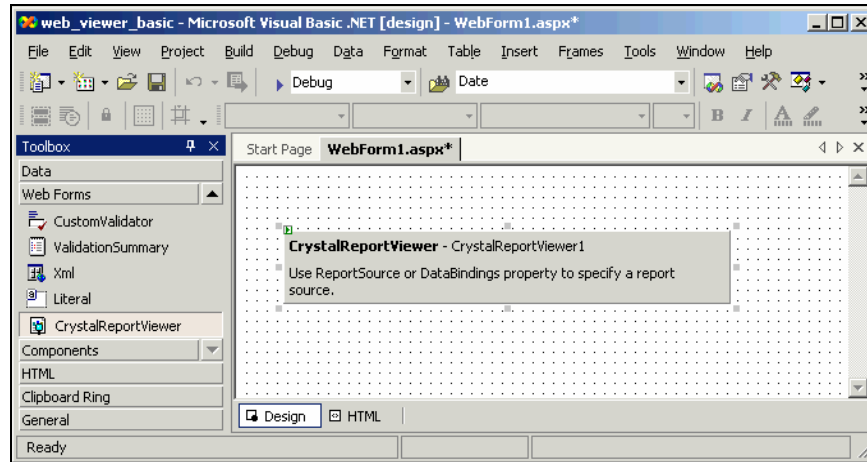 web_viewer_basic - Microsoft Visual Basic .NET [design] - WebForm1.aspx*
File Edit View Project Build Debug Data Format Table Insert Frames Tools Window Help
Debug Date
B I A
Toolbox
Start Page WebForm1.aspx*
Data
Web Forms
CustomValidator
ValidationSummary
Xml
Literal
CrystalReportViewer
Components
HTML
Clipboard Ring
General
CrystalReportViewer - CrystalReportViewer1
Use ReportSource or DataBindings property to specify a report
source.
Design HTML
Ready